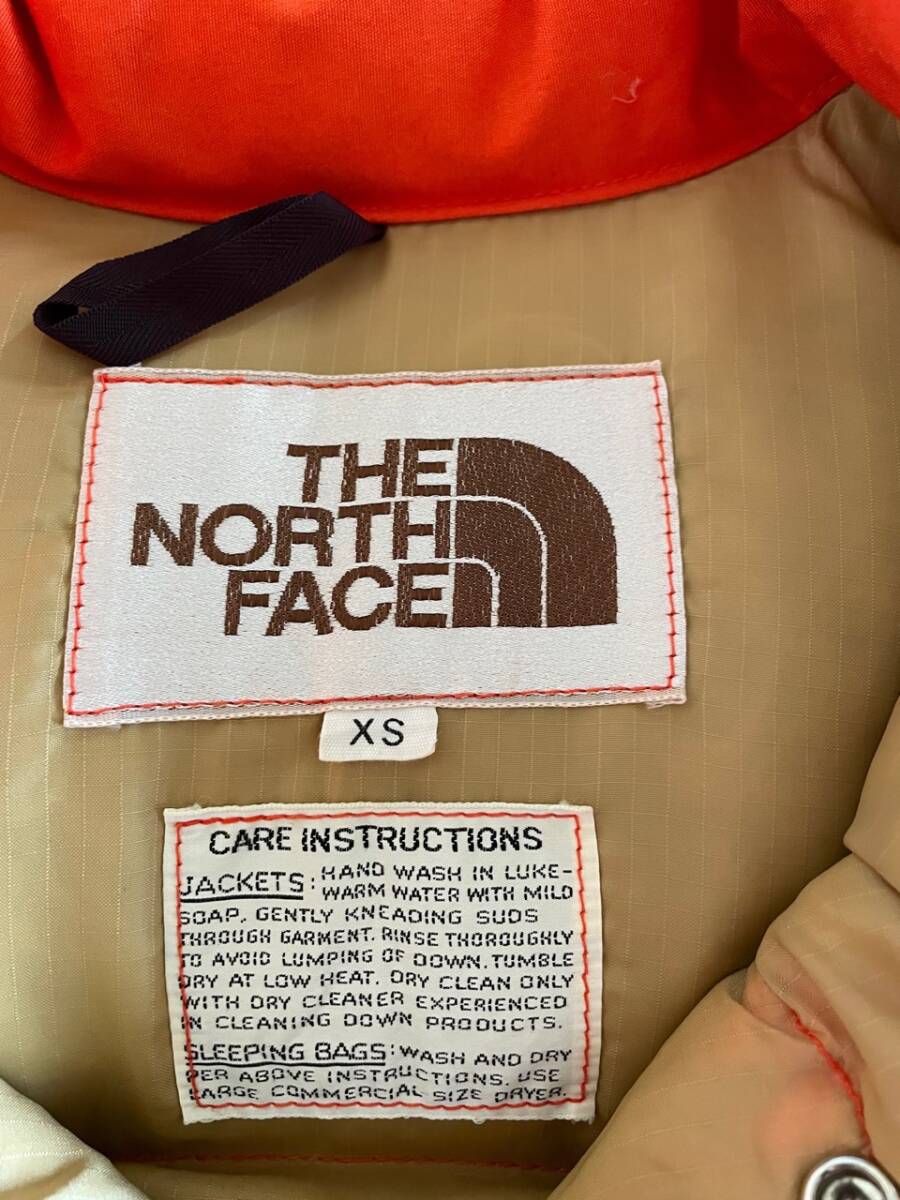 THE
NORTH
FACE
XS
CARE INSTRUCTIONS
JACKETS: HAND WASH IN LUKE-
WARM WATER WITH MILD
SOAP, GENTLY KNEADING SUDS
THROUGH GARMENT. RINSE THOROUGHLY
TO AVOID LUMPING OF DOWN. TUMBLE
DRY AT LOW HEAT. DRY CLEAN ONLY
WITH DRY CLEANER EXPERIENCED
IN CLEANING DOWN PRODUCTS.
SLEEPING BAGS: WASH AND DRY
PER ABOVE INSTRUCTIONS. USE
LARGE COMMERCIAL SIZE DRYER.